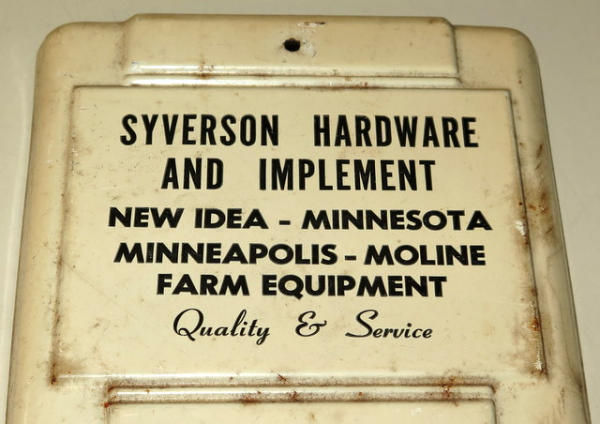 SYVERSON HARDWARE
AND IMPLEMENT
NEW IDEA - MINNESOTA
MINNEAPOLIS - MOLINE
FARM EQUIPMENT
Quality & Service